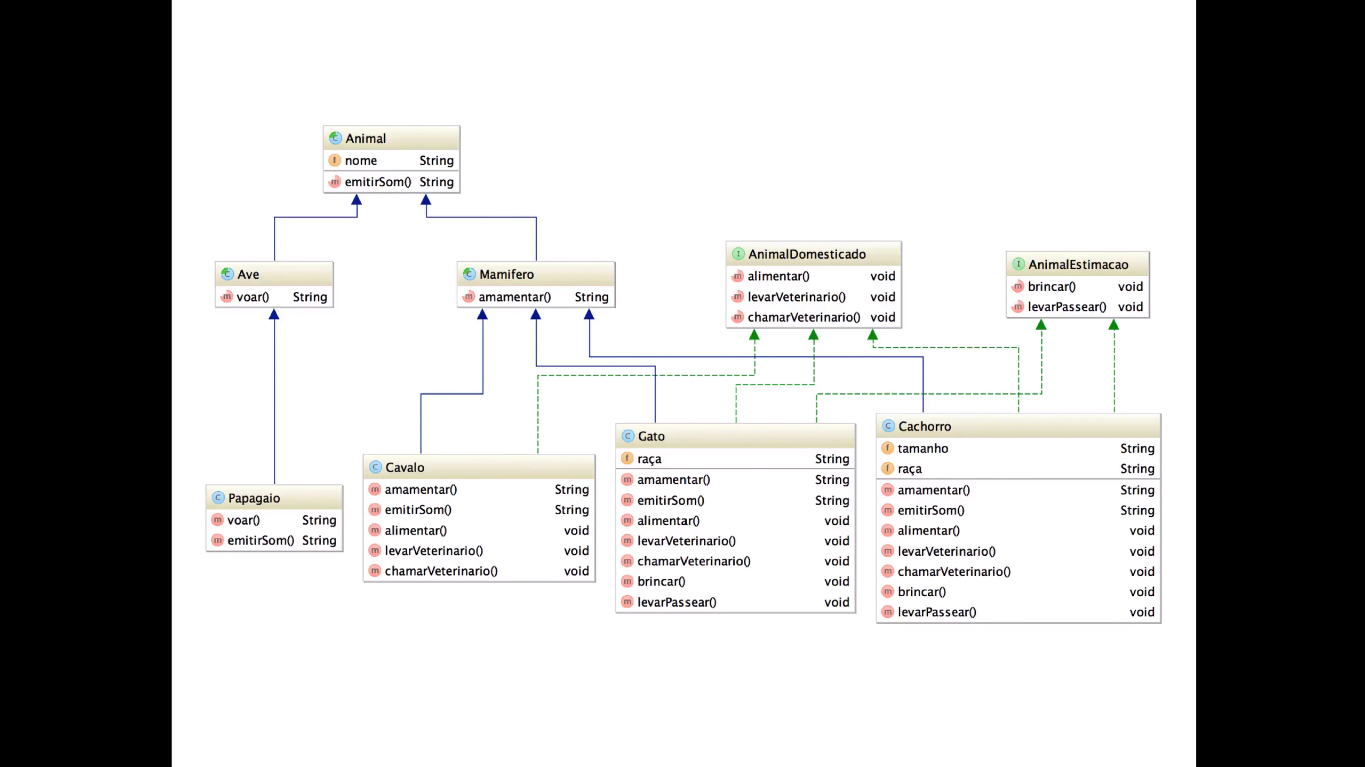 Animal
nome String
emitirSom() String
Ave
voar() String
Mamifero
amamentar() String
AnimalDomesticado
alimentar() void
levarVeterinario() void
chamarVeterinario() void
AnimalEstimacao
brincar() void
levarPassear() void
Papagaio
voar() String
emitirSom() String
Cavalo
amamentar() String
emitirSom() String
alimentar() void
levarVeterinario() void
chamarVeterinario() void
Gato
raça String
amamentar() String
emitirSom() String
alimentar() void
levarVeterinario() void
chamarVeterinario() void
brincar() void
levarPassear() void
Cachorro
tamanho String
raça String
amamentar() String
emitirSom() String
alimentar() void
levarVeterinario() void
chamarVeterinario() void
brincar() void
levarPassear() void